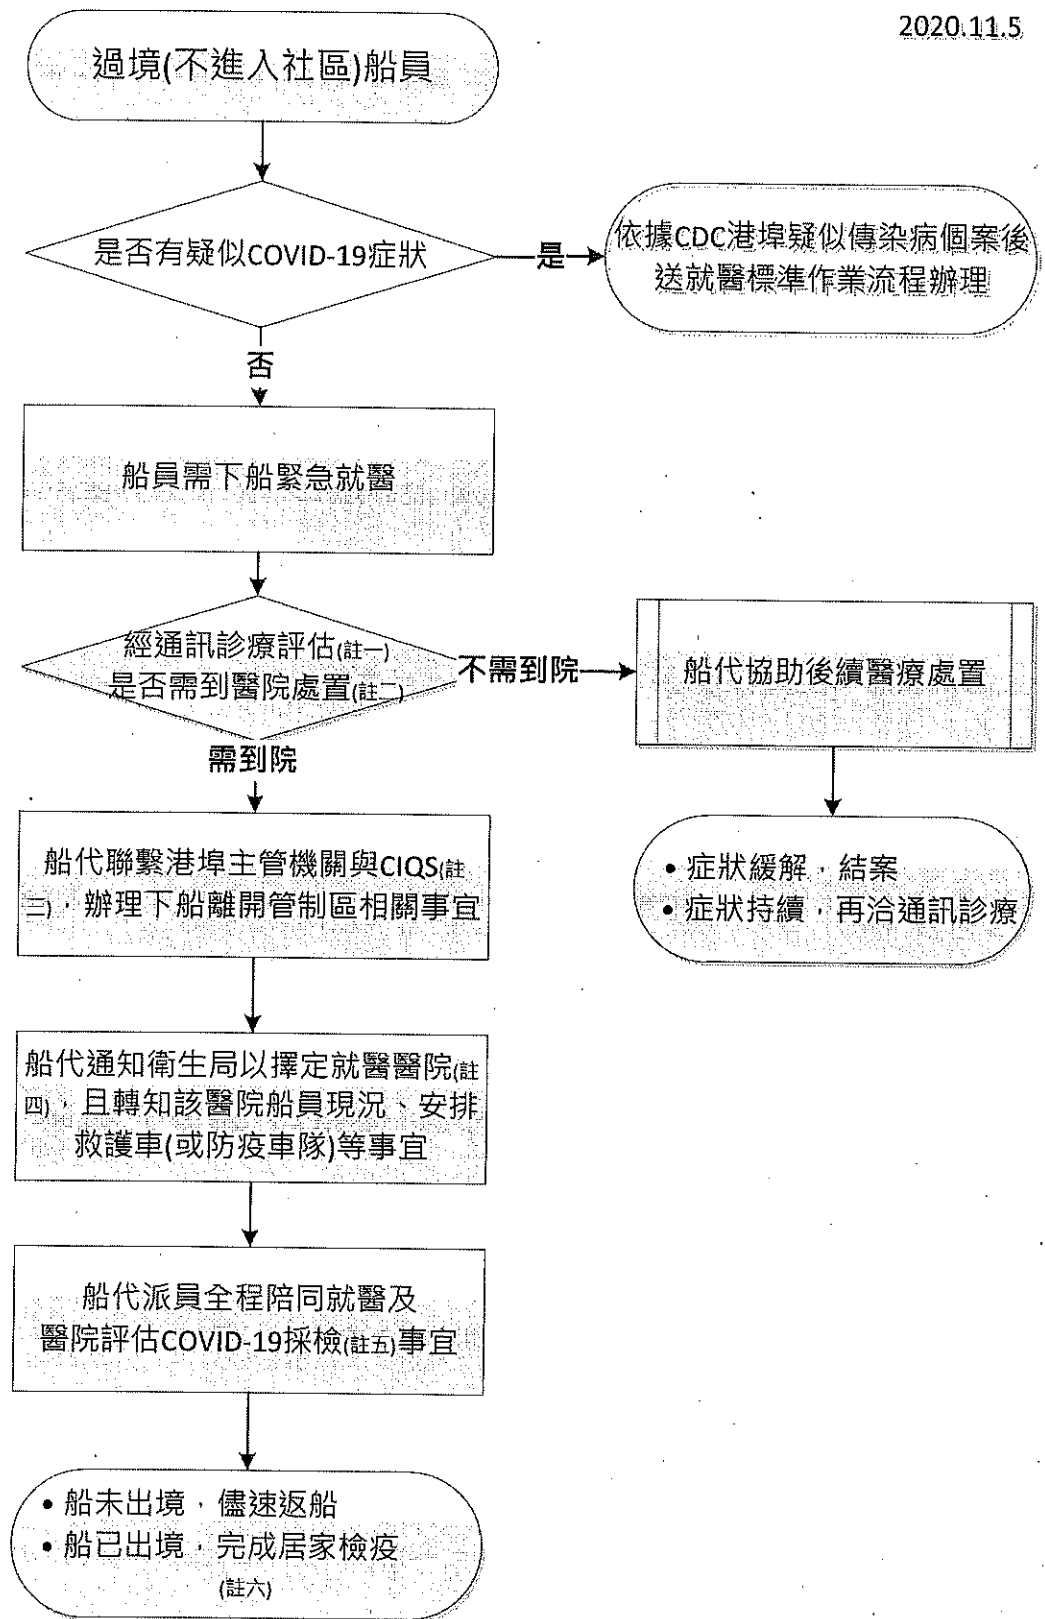 2020.11.5
過境(不進入社區)船員
是否有疑似COVID-19症狀
是
依據CDC港埠疑似傳染病個案後
送就醫標準作業流程辦理
否
船員需下船緊急就醫
經通訊診療評估(註一)
是否需到醫院處置(註二)
不需到院
船代協助後續醫療處置
需到院
• 症狀緩解，結案
• 症狀持續，再洽通訊診療
船代聯繫港埠主管機關與CIQS(註
三)，辦理下船離開管制區相關事宜
船代通知衛生局以擇定就醫醫院(註
四)，且轉知該醫院船員現況、安排
救護車(或防疫車隊)等事宜
船代派員全程陪同就醫及
醫院評估COVID-19採檢(註五)事宜
• 船未出境，儘速返船
• 船已出境，完成居家檢疫
(註六)